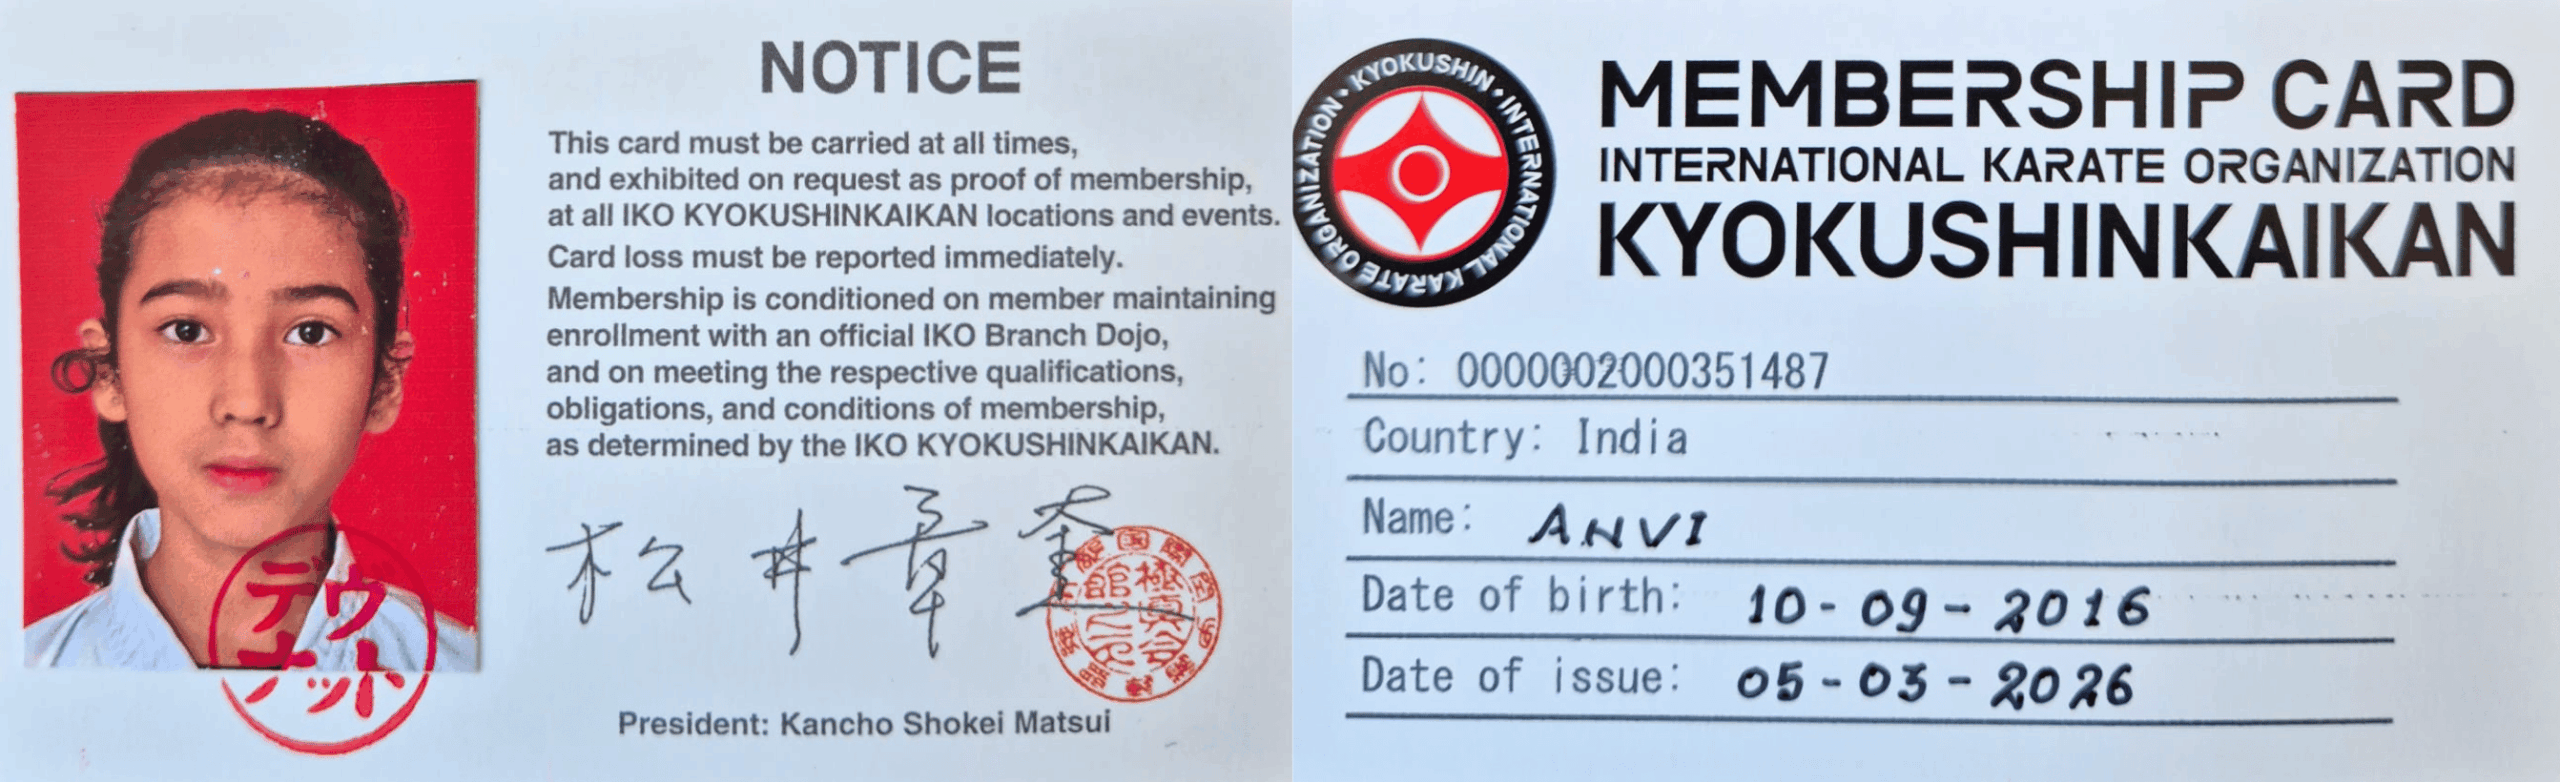 NOTICE
This card must be carried at all times,
and exhibited on request as proof of membership,
at all IKO KYOKUSHINKAIKAN locations and events.
Card loss must be reported immediately.
Membership is conditioned on member maintaining
enrollment with an official IKO Branch Dojo,
and on meeting the respective qualifications,
obligations, and conditions of membership,
as determined by the IKO KYOKUSHINKAIKAN.
松井章奎
President: Kancho Shokei Matsui
KYOKUSHIN • INTERNATIONAL KARATE ORGANIZATION •
MEMBERSHIP CARD
INTERNATIONAL KARATE ORGANIZATION
KYOKUSHINKAIKAN
No: 0000002000351487
Country: India
Name: ANVI
Date of birth: 10-09-2016
Date of issue: 05-03-2026